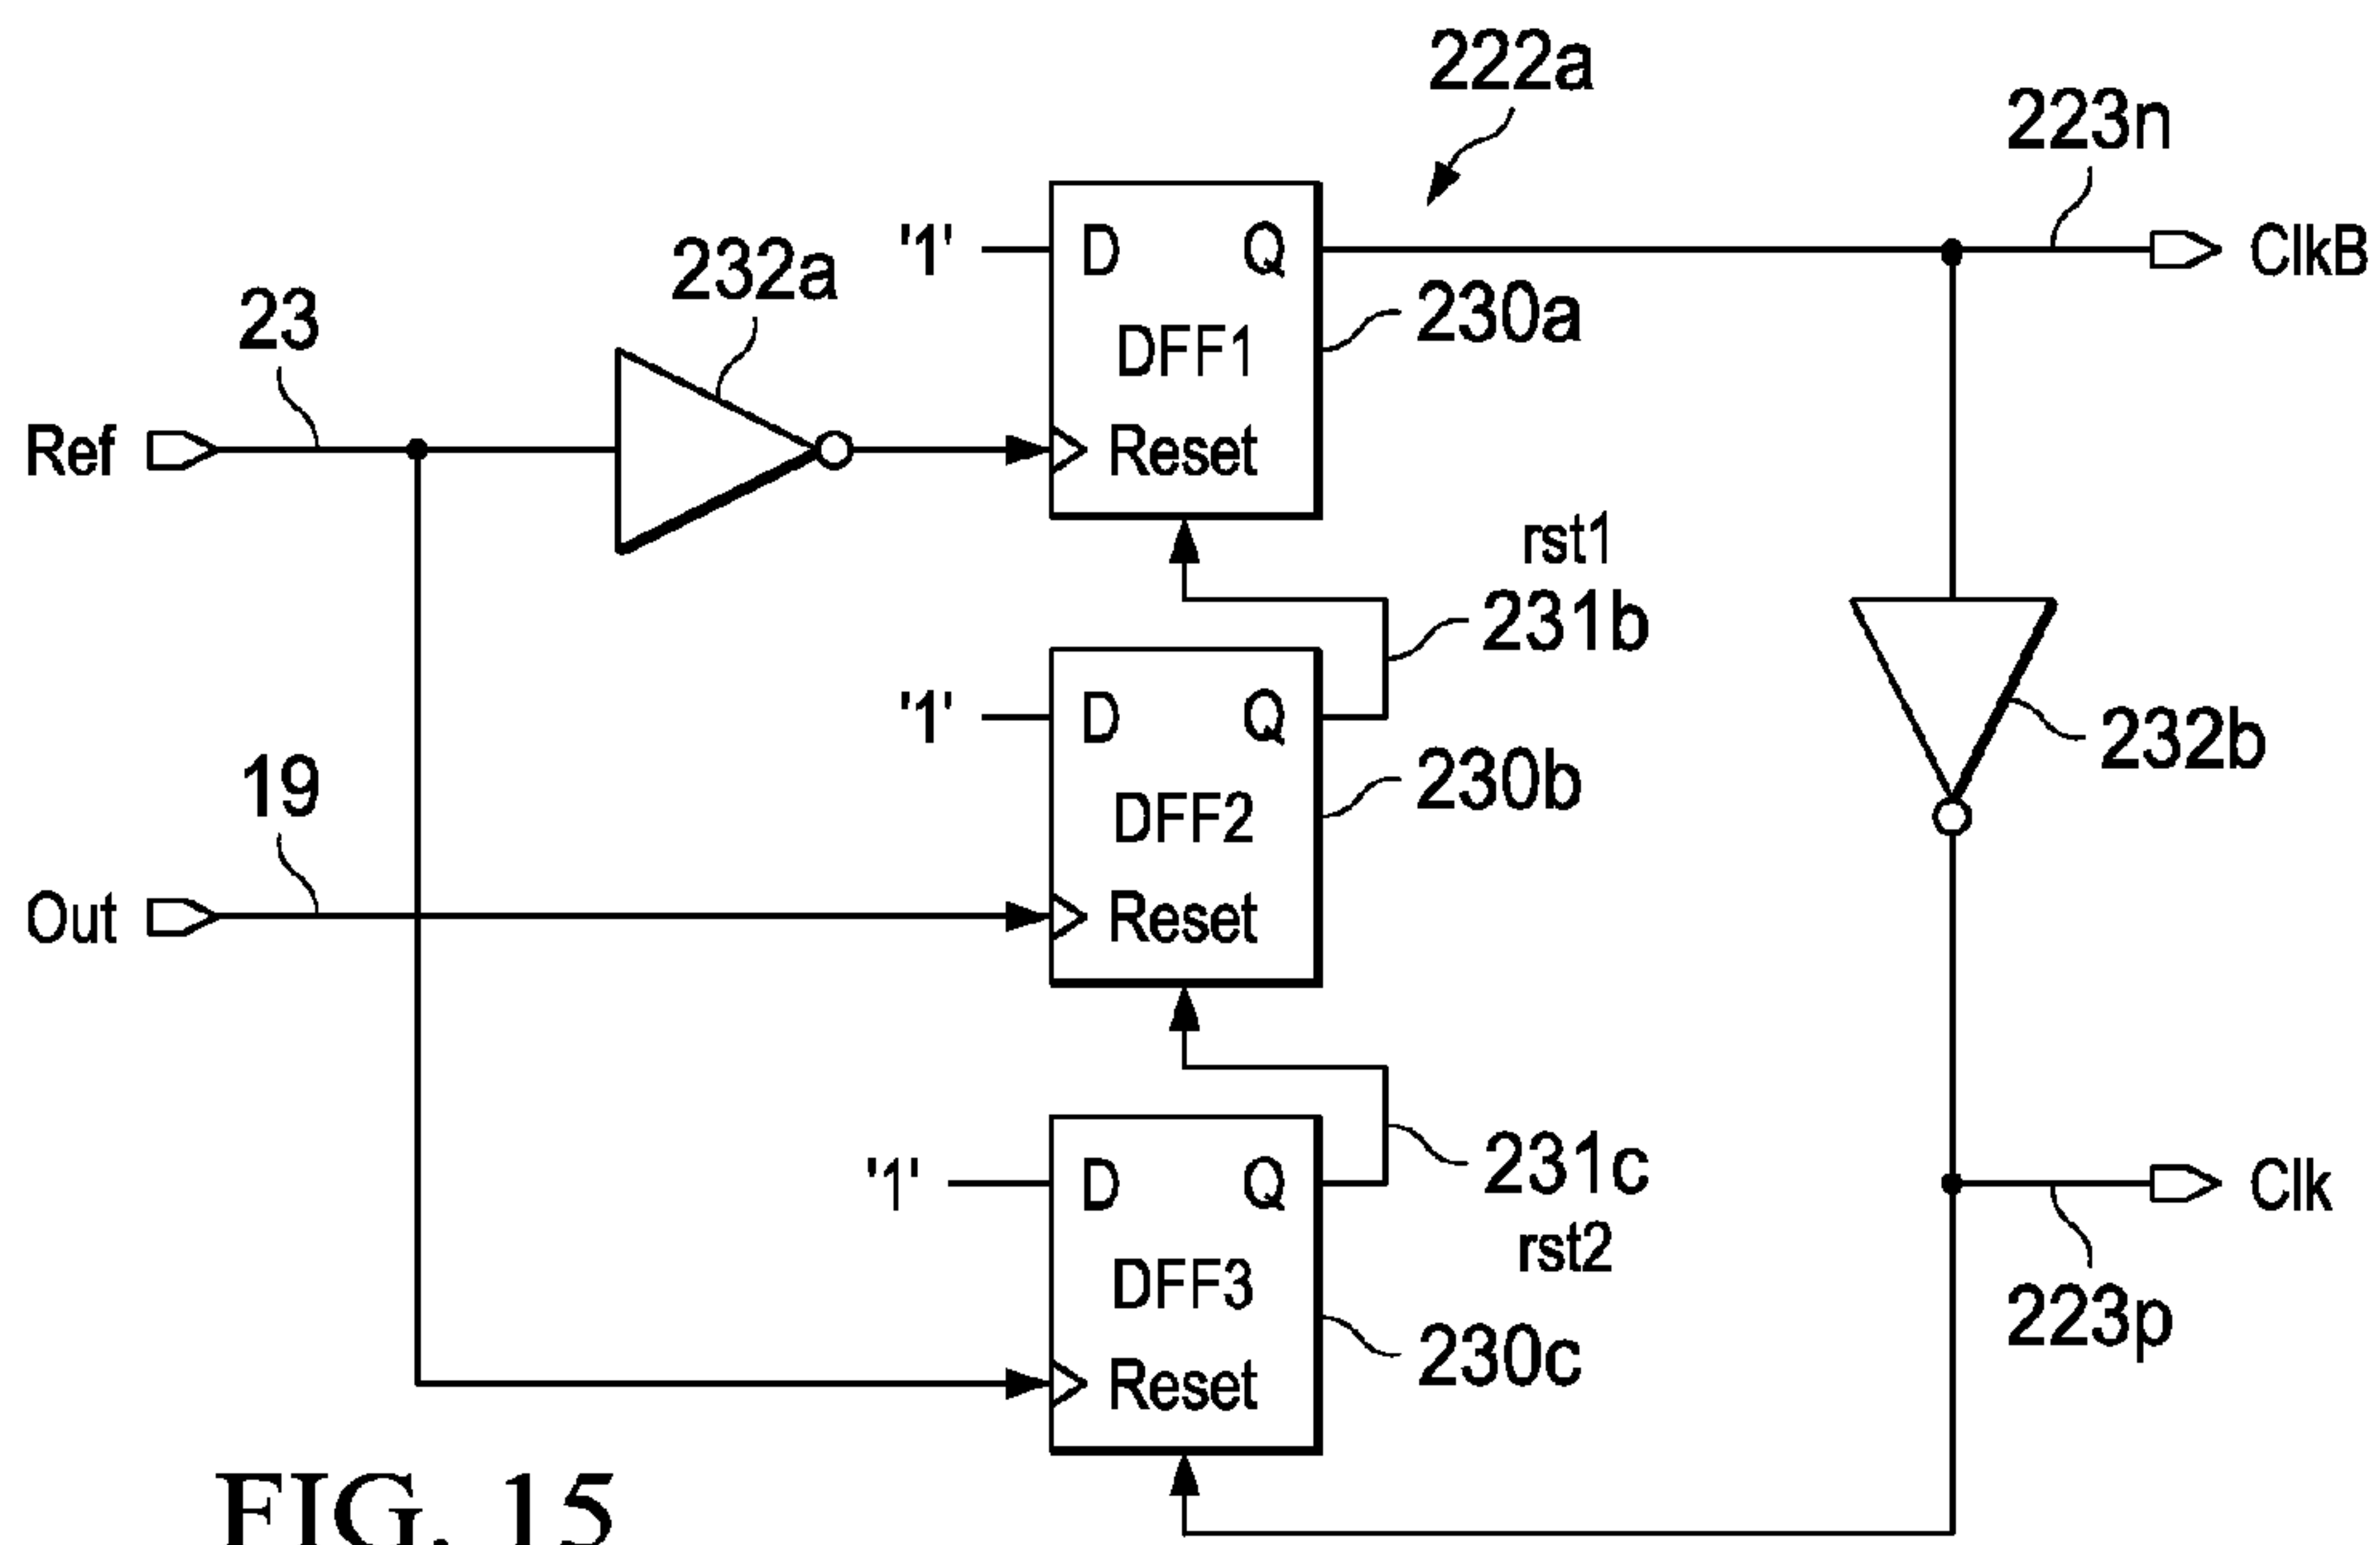 222a
223n
'1'
D
Q
ClkB
232a
23
230a
DFF1
Ref
Reset
rst1
231b
'1'
D
Q
232b
19
230b
DFF2
Out
Reset
'1'
D
Q
231c
Clk
rst2
DFF3
223p
230c
Reset
FIG. 15